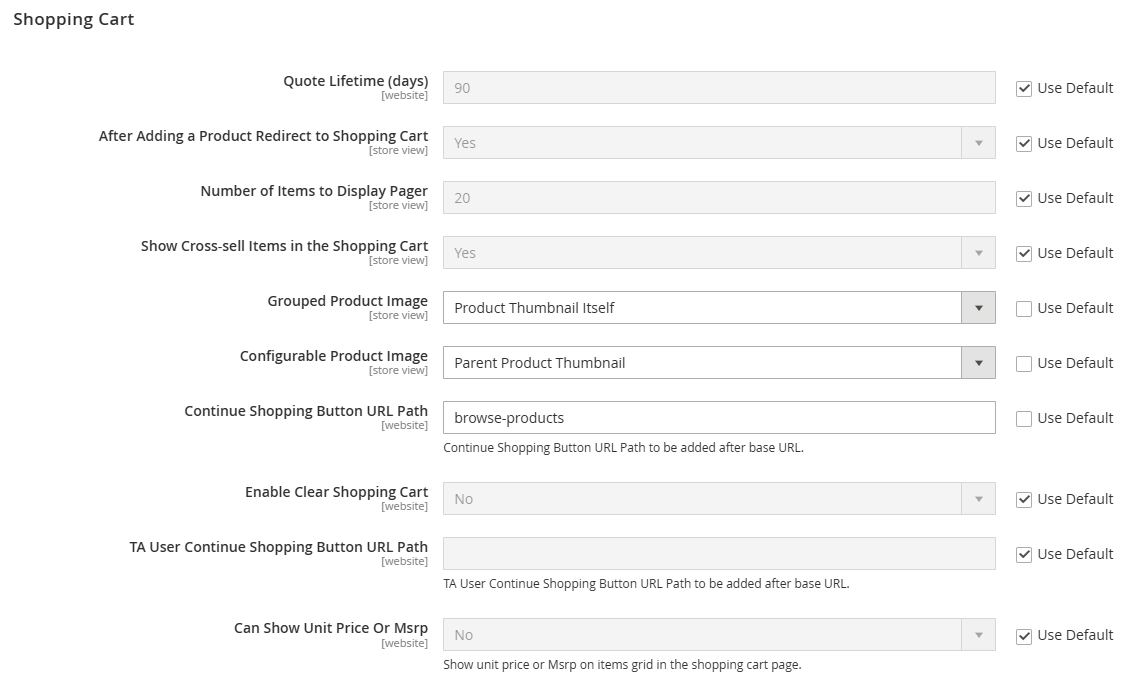 Shopping Cart
Quote Lifetime (days)
[website]
90
Use Default
After Adding a Product Redirect to Shopping Cart
[store view]
Yes
Use Default
Number of Items to Display Pager
[store view]
20
Use Default
Show Cross-sell Items in the Shopping Cart
[store view]
Yes
Use Default
Grouped Product Image
[store view]
Product Thumbnail Itself
Use Default
Configurable Product Image
[store view]
Parent Product Thumbnail
Use Default
Continue Shopping Button URL Path
[website]
browse-products
Use Default
Continue Shopping Button URL Path to be added after base URL.
Enable Clear Shopping Cart
[website]
No
Use Default
TA User Continue Shopping Button URL Path
[website]
Use Default
TA User Continue Shopping Button URL Path to be added after base URL.
Can Show Unit Price Or Msrp
[website]
No
Use Default
Show unit price or Msrp on items grid in the shopping cart page.